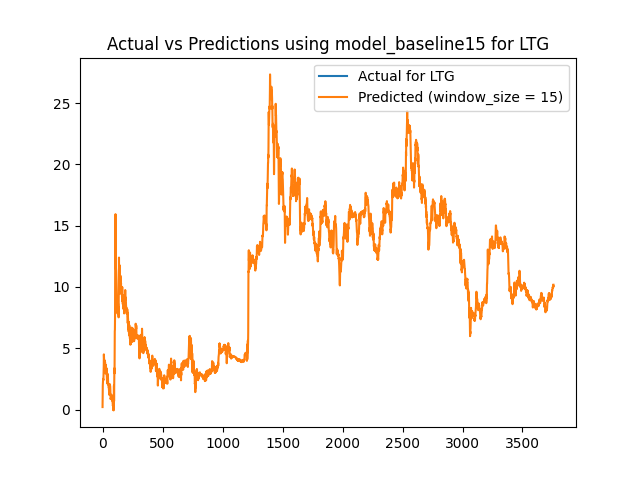 Actual vs Predictions using model_baseline15 for LTG
Actual for LTG
Predicted (window_size = 15)
25
20
15
10
5
0
0 500 1000 1500 2000 2500 3000 3500